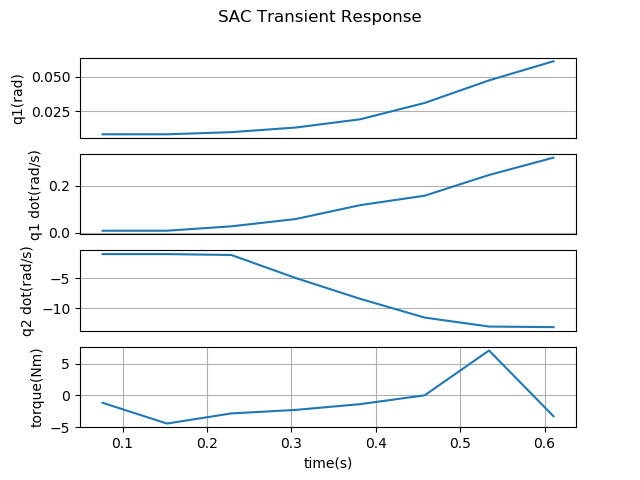 SAC Transient Response
q1(rad)
0.050
0.025
q1 dot(rad/s)
0.2
0.0
q2 dot(rad/s)
−5
−10
torque(Nm)
5
0
−5
0.1 0.2 0.3 0.4 0.5 0.6
time(s)